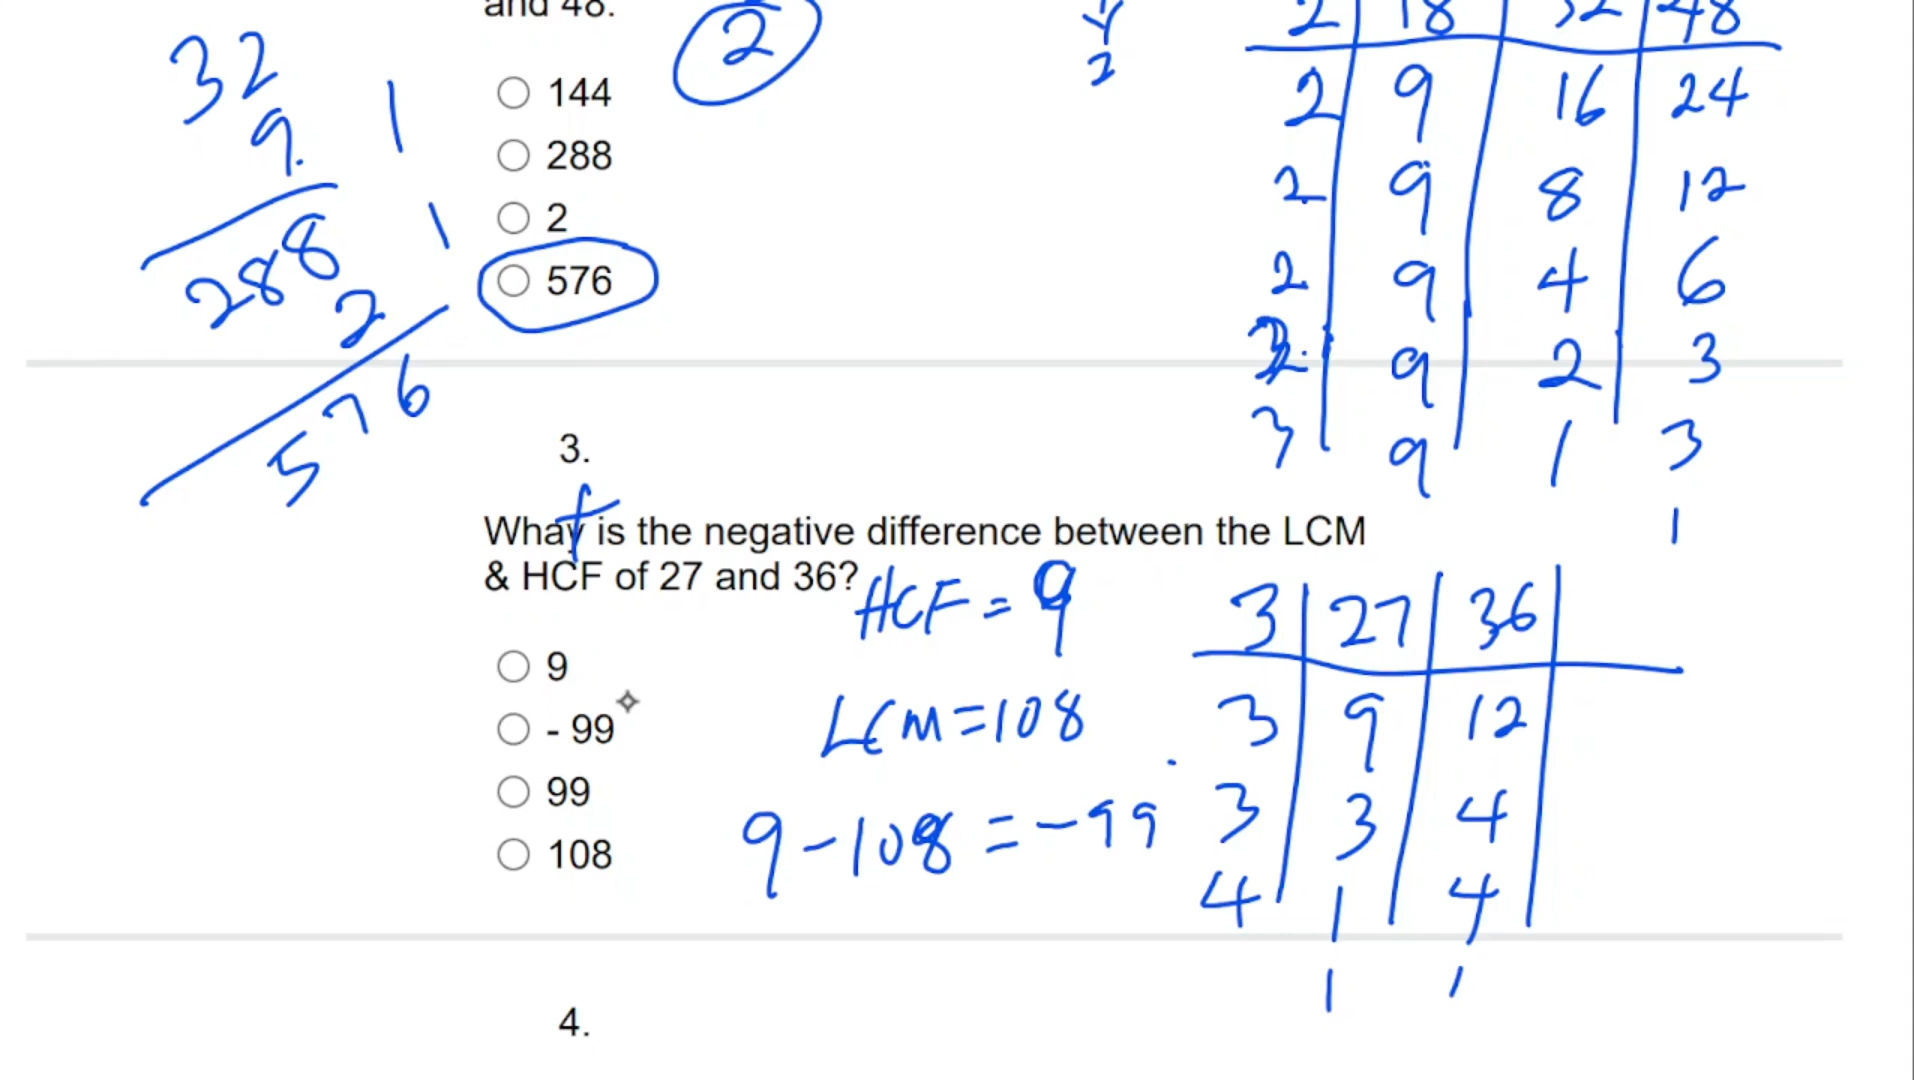 and 48.
2
2 18 32 48
2
32
9
1
144
2 9 16 24
288
2 9 8 12
2
288
2
1
576
2 9 4 6
576
2 9 2 3
3 9 1 3
1
3.
Whay is the negative difference between the LCM
t
& HCF of 27 and 36?
HCF = 9
3 27 36
9
LCM = 108
3 9 12
- 99
99
9 - 108 = - 99
3 3 4
108
4 1 4
1 1
4.